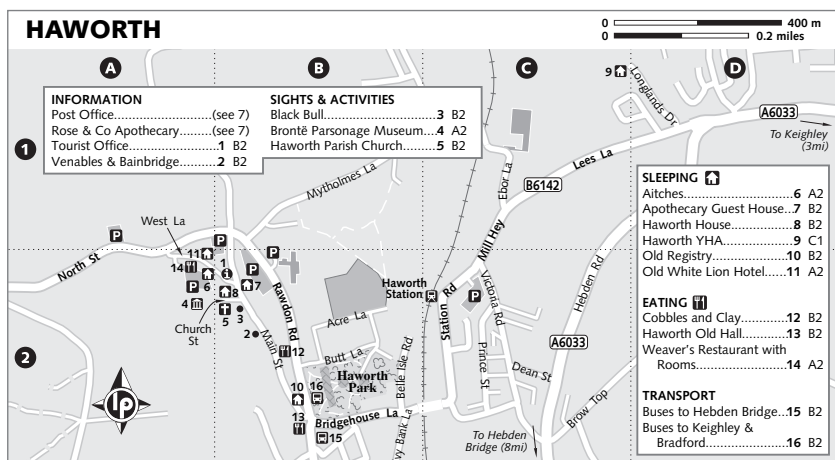 HAWORTH
0 400 m
0 0.2 miles
A B C D
1
2
INFORMATION
Post Office..............................(see 7)
Rose & Co Apothecary.........(see 7)
Tourist Office.........................1 B2
Venables & Bainbridge..........2 B2
SIGHTS & ACTIVITIES
Black Bull................................3 B2
Brontë Parsonage Museum....4 A2
Haworth Parish Church..........5 B2
SLEEPING
Aitches....................................6 A2
Apothecary Guest House...7 B2
Haworth House...................8 B2
Haworth YHA......................9 C1
Old Registry......................10 B2
Old White Lion Hotel.........11 A2
EATING
Cobbles and Clay...............12 B2
Haworth Old Hall..............13 B2
Weaver's Restaurant with
Rooms............................14 A2
TRANSPORT
Buses to Hebden Bridge...15 B2
Buses to Keighley &
Bradford........................16 B2
9
Longlands Dr
A6033
To Keighley
(3mi)
Lees La
B6142
Ebor La
Mill Hey
Mytholmes La
West La
P
P
P
P
P
P
North St
11
14
1
6
8
7
4
5
3
Church
St
2
Main St
Rawdon Rd
12
Acre La
Butt La
Haworth
Park
10
16
13
15
Bridgehouse La
Belle Isle Rd
vy Bank La
Haworth
Station
Station Rd
Victoria Rd
Prince St
Dean St
Hebden Rd
A6033
Brow Top
To Hebden
Bridge (8mi)
lp